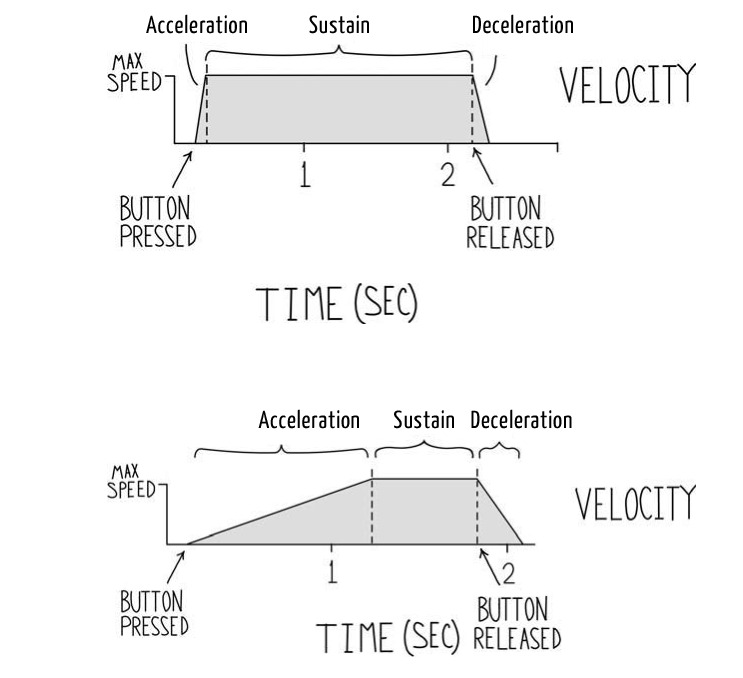 Acceleration Sustain Deceleration
MAX
SPEED
VELOCITY
1 2
BUTTON
PRESSED
BUTTON
RELEASED
TIME (SEC)
Acceleration Sustain Deceleration
MAX
SPEED
VELOCITY
1 2
BUTTON
PRESSED
BUTTON
RELEASED
TIME (SEC)